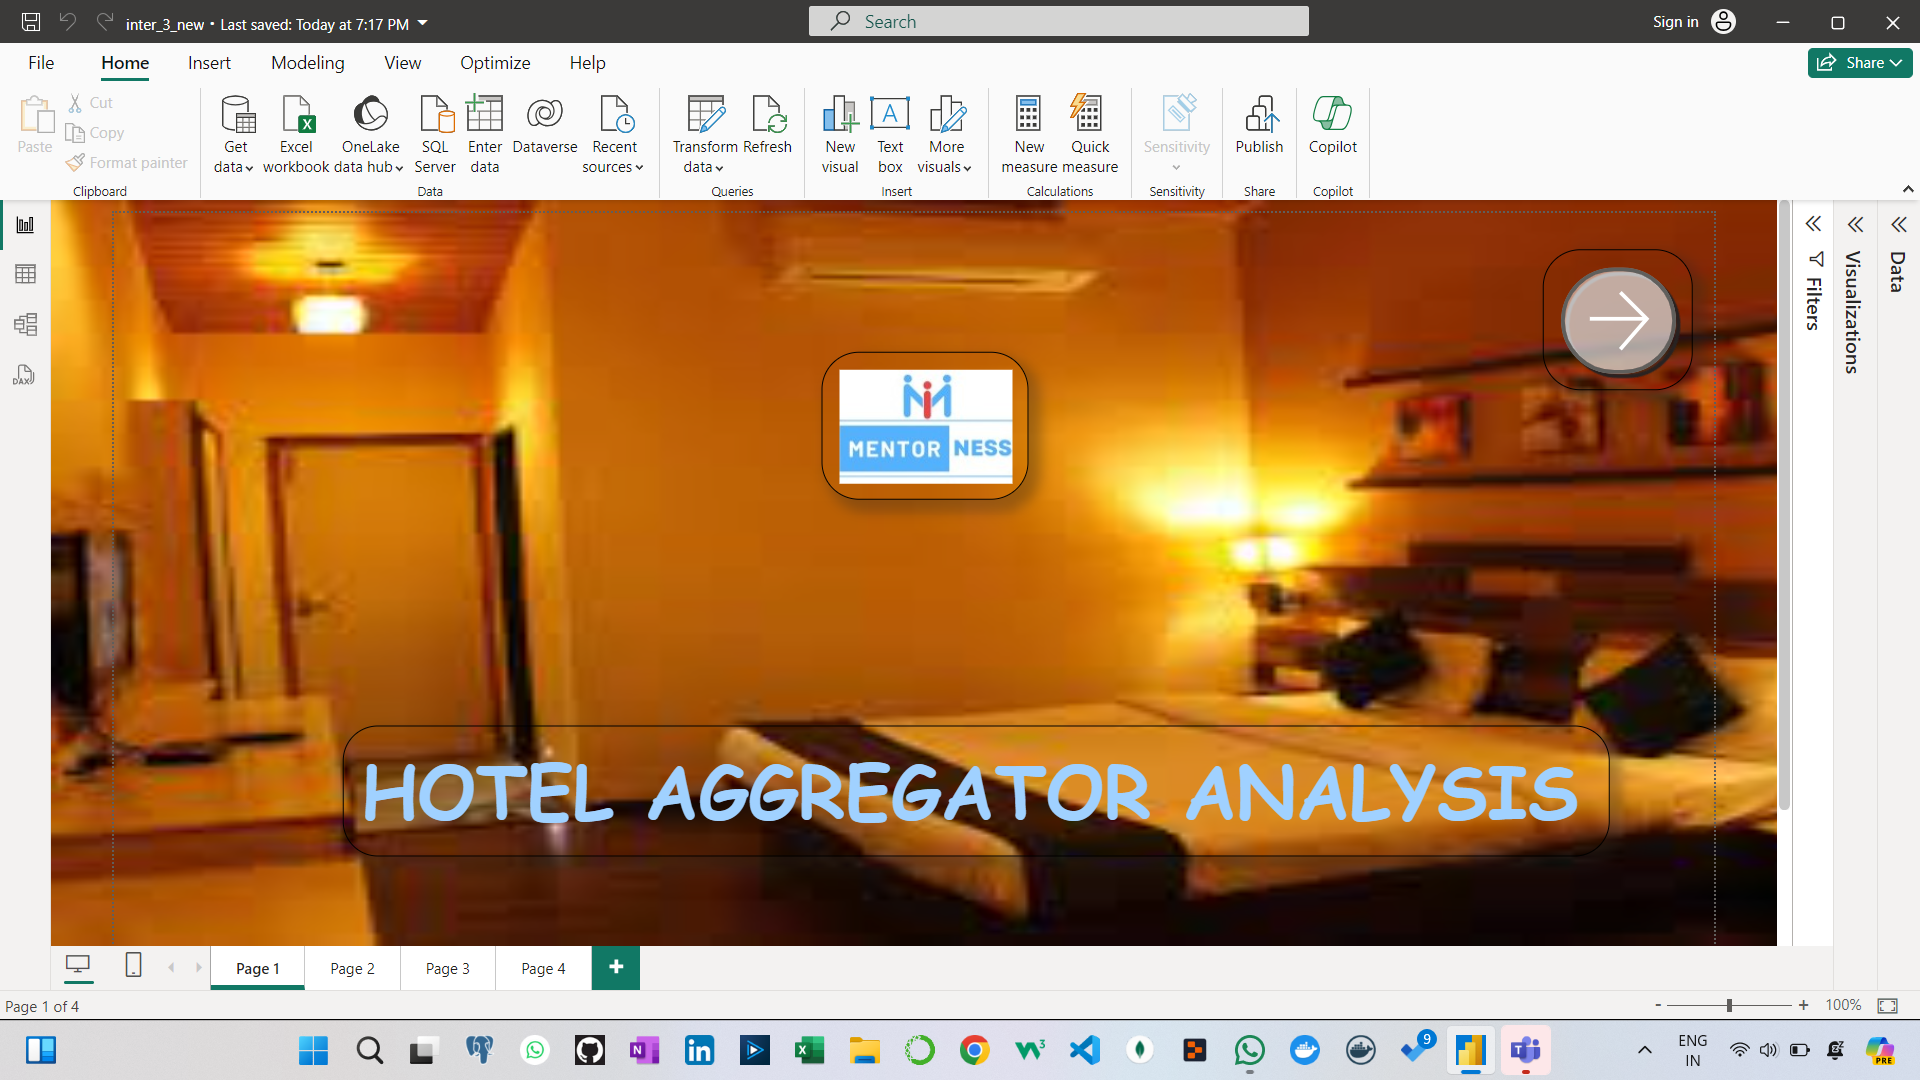 inter_3_new • Last saved: Today at 7:17 PM
Search
Sign in
File Home Insert Modeling View Optimize Help
Share
Paste
Cut
Copy
Format painter
Clipboard
Get data
Excel workbook
OneLake data hub
SQL Server
Enter data
Dataverse
Recent sources
Data
Transform data
Refresh
Queries
New visual
Text box
More visuals
Insert
New measure
Quick measure
Calculations
Sensitivity
Sensitivity
Publish
Share
Copilot
Copilot
DAX
Filters
Visualizations
Data
MENTOR NESS
HOTEL AGGREGATOR ANALYSIS
Page 1 Page 2 Page 3 Page 4 +
Page 1 of 4
- + 100%
9
ENG
IN
PRE